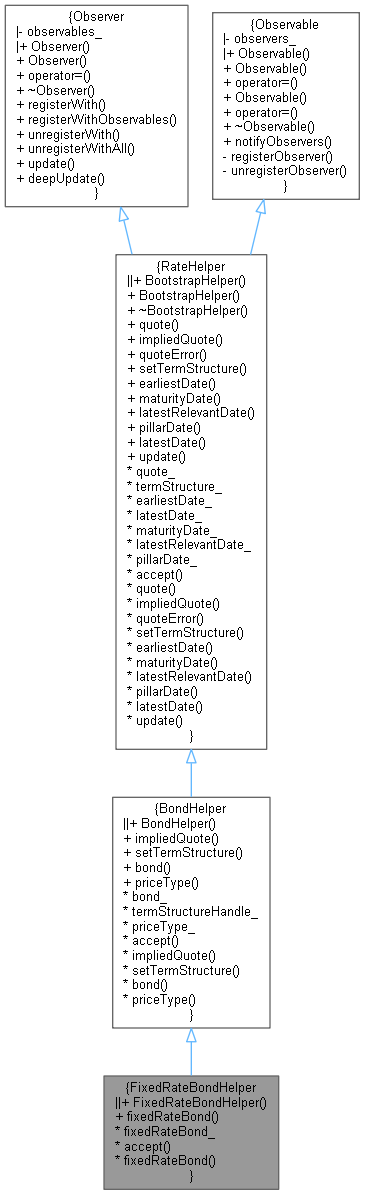 {Observer
|- observables_
|+ Observer()
+ Observer()
+ operator=()
+ ~Observer()
+ registerWith()
+ registerWithObservables()
+ unregisterWith()
+ unregisterWithAll()
+ update()
+ deepUpdate()
}
{Observable
|- observers_
|+ Observable()
+ Observable()
+ operator=()
+ Observable()
+ operator=()
+ ~Observable()
+ notifyObservers()
- registerObserver()
- unregisterObserver()
}
{RateHelper
||+ BootstrapHelper()
+ BootstrapHelper()
+ ~BootstrapHelper()
+ quote()
+ impliedQuote()
+ quoteError()
+ setTermStructure()
+ earliestDate()
+ maturityDate()
+ latestRelevantDate()
+ pillarDate()
+ latestDate()
+ update()
* quote_
* termStructure_
* earliestDate_
* latestDate_
* maturityDate_
* latestRelevantDate_
* pillarDate_
* accept()
* quote()
* impliedQuote()
* quoteError()
* setTermStructure()
* earliestDate()
* maturityDate()
* latestRelevantDate()
* pillarDate()
* latestDate()
* update()
}
{BondHelper
||+ BondHelper()
+ impliedQuote()
+ setTermStructure()
+ bond()
+ priceType()
* bond_
* termStructureHandle_
* priceType_
* accept()
* impliedQuote()
* setTermStructure()
* bond()
* priceType()
}
{FixedRateBondHelper
||+ FixedRateBondHelper()
+ fixedRateBond()
* fixedRateBond_
* accept()
* fixedRateBond()
}